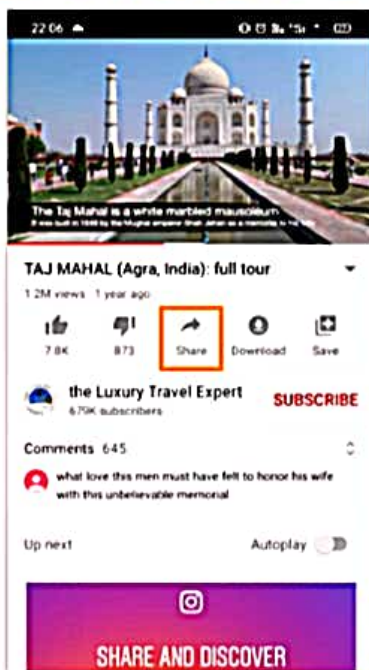 22:06
The Taj Mahal is a white marbled mausoleum
TAJ MAHAL (Agra, India): full tour
1.2M views 1 year ago
7.8K 873 Share Download Save
the Luxury Travel Expert
679K subscribers
SUBSCRIBE
Comments 645
what love this men must have felt to honor his wife
with this unbelievable memorial
Up next Autoplay
SHARE AND DISCOVER